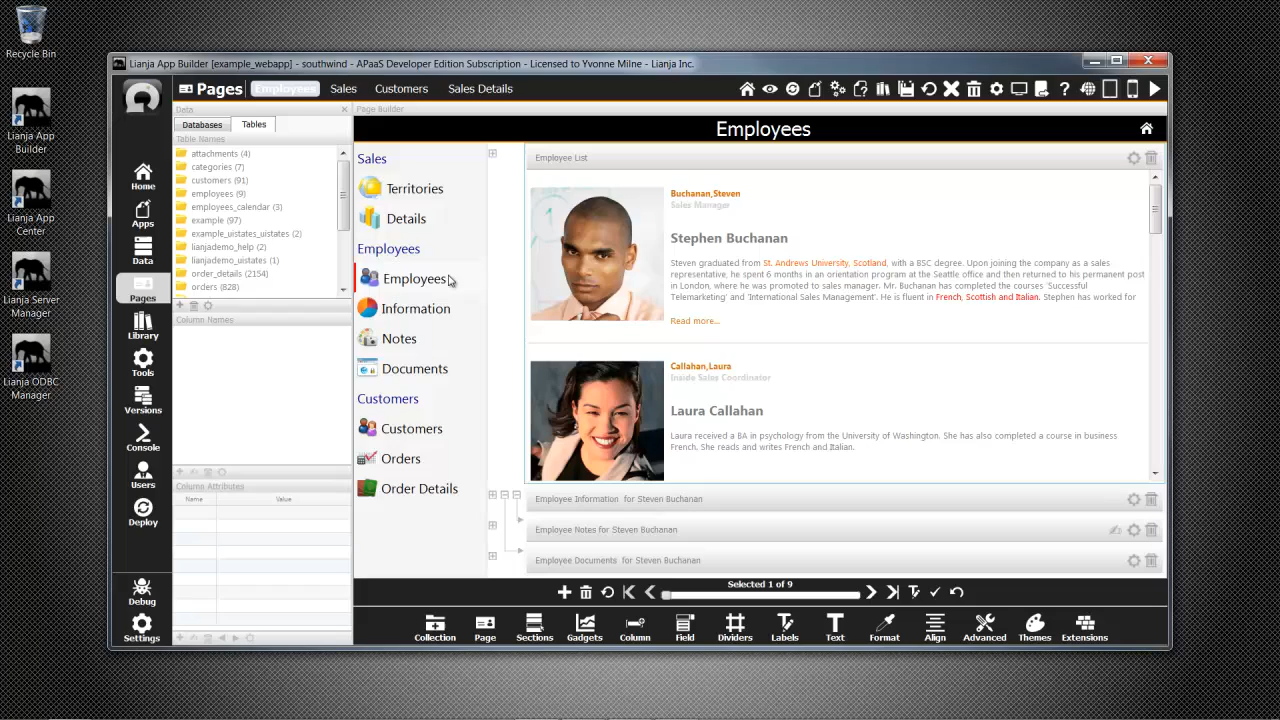 Recycle Bin
Lianja App
Builder
Lianja App
Center
Lianja Server
Manager
Lianja ODBC
Manager
Lianja App Builder [example_webapp] - southwind - APaaS Developer Edition Subscription - Licensed to Yvonne Milne - Lianja Inc.
Pages
Employees
Sales
Customers
Sales Details
Home
Apps
Data
Pages
Library
Tools
Versions
Console
Users
Deploy
Debug
Settings
Data
Databases
Tables
Table Names
attachments (4)
categories (7)
customers (91)
employees (9)
employees_calendar (3)
example (97)
example_uistates_uistates (2)
lianjademo_help (2)
lianjademo_uistates (1)
order_details (2154)
orders (828)
Column Names
Column Attributes
Name
Value
Page Builder
Employees
Sales
Territories
Details
Employees
Employees
Information
Notes
Documents
Customers
Customers
Orders
Order Details
Employee List
Buchanan,Steven
Sales Manager
Stephen Buchanan
Steven graduated from St. Andrews University, Scotland, with a BSC degree. Upon joining the company as a sales
representative, he spent 6 months in an orientation program at the Seattle office and then returned to his permanent post
in London, where he was promoted to sales manager. Mr. Buchanan has completed the courses 'Successful
Telemarketing' and 'International Sales Management'. He is fluent in French, Scottish and Italian. Stephen has worked for
Read more...
Callahan,Laura
Inside Sales Coordinator
Laura Callahan
Laura received a BA in psychology from the University of Washington. She has also completed a course in business
French. She reads and writes French and Italian.
Employee Information for Steven Buchanan
Employee Notes for Steven Buchanan
Employee Documents for Steven Buchanan
Selected 1 of 9
Collection
Page
Sections
Gadgets
Column
Field
Dividers
Labels
Text
Format
Align
Advanced
Themes
Extensions